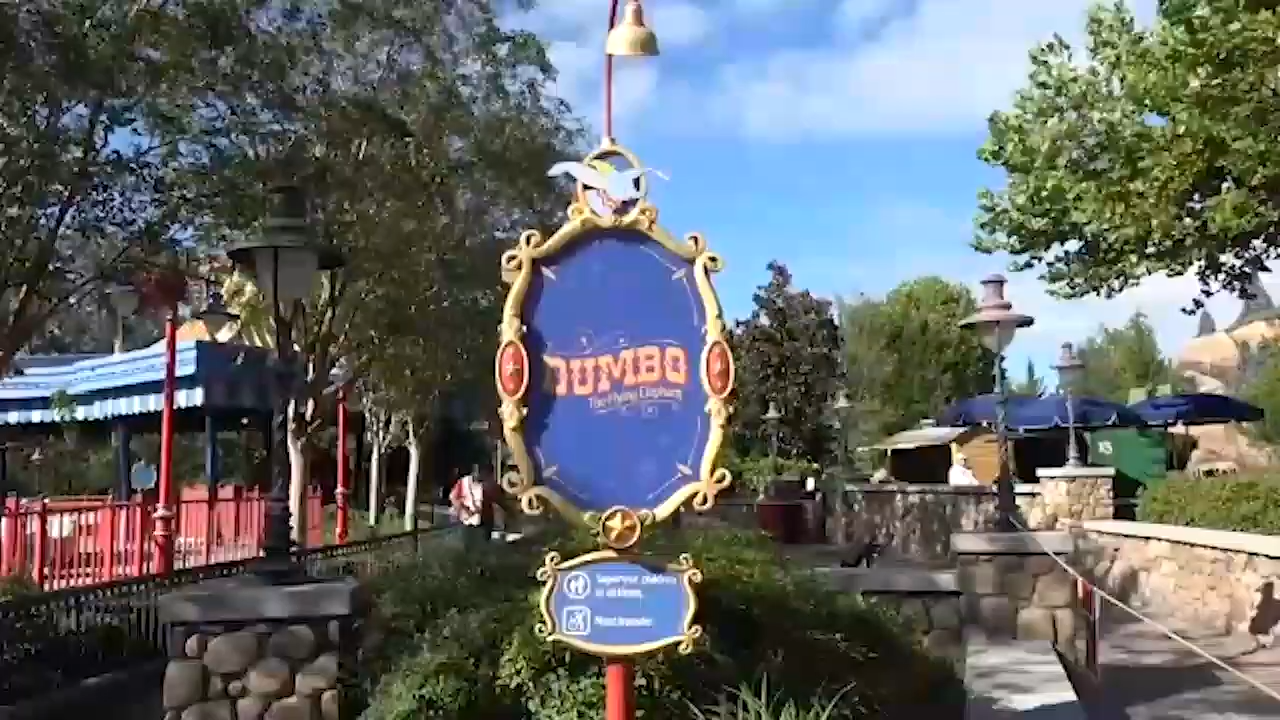 DUMBO
The Flying Elephant
Supervise children
at all times.
Must transfer.